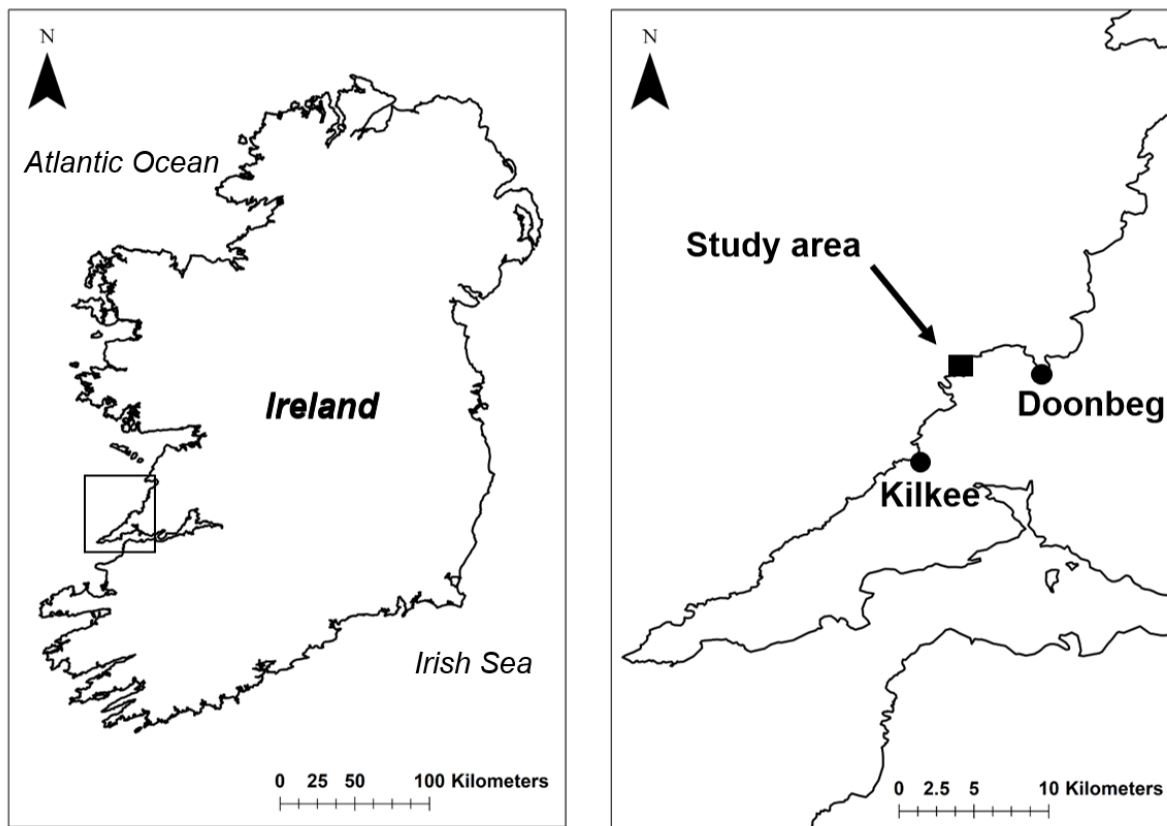 N
Atlantic Ocean
Ireland
Irish Sea
0 25 50 100 Kilometers
N
Study area
Doonbeg
Kilkee
0 2.5 5 10 Kilometers